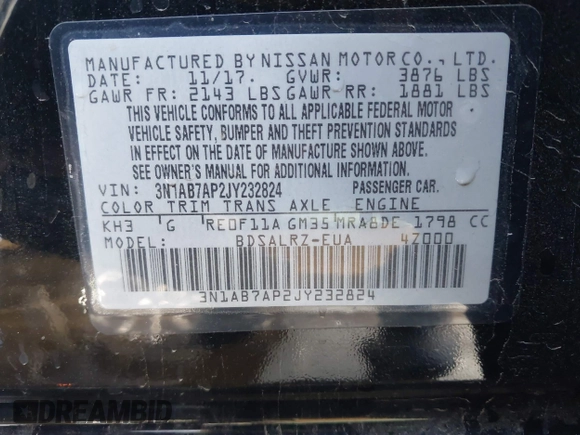 MANUFACTURED BY NISSAN MOTOR CO., LTD.
DATE: 11/17. GVWR: 3876 LBS
GAWR FR: 2143 LBS GAWR RR: 1881 LBS
THIS VEHICLE CONFORMS TO ALL APPLICABLE FEDERAL MOTOR
VEHICLE SAFETY, BUMPER AND THEFT PREVENTION STANDARDS
IN EFFECT ON THE DATE OF MANUFACTURE SHOWN ABOVE.
SEE OWNER'S MANUAL FOR ADDITIONAL INFORMATION.
VIN: 3N1AB7AP2JY232824 PASSENGER CAR.
COLOR TRIM TRANS AXLE ENGINE
KH3 G RE0F11A GM35 MRA8DE 1798 CC
MODEL: BDSALRZ-EUA 4Z000
3N1AB7AP2JY232824
DREAMBID